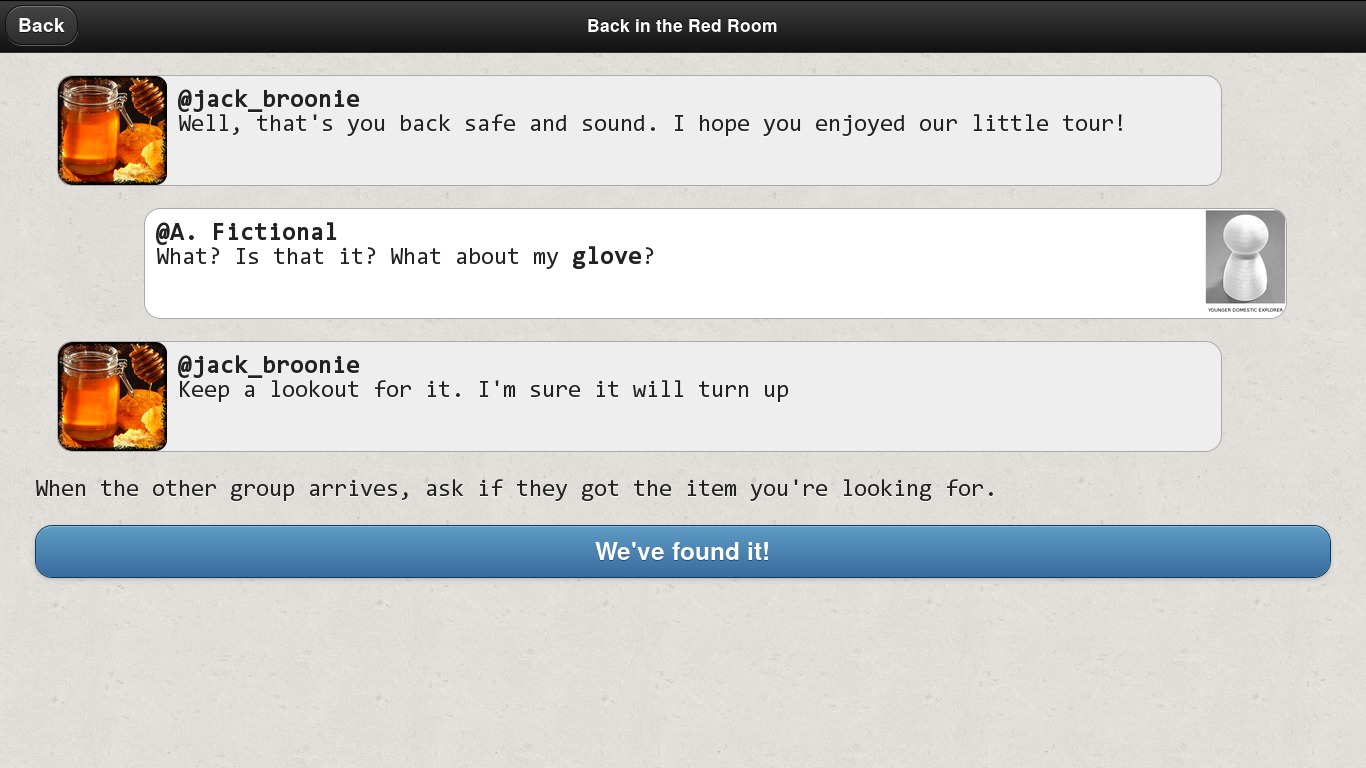 Back
Back in the Red Room
@jack_broonie
Well, that's you back safe and sound. I hope you enjoyed our little tour!
@A. Fictional
What? Is that it? What about my glove?
YOUNGER DOMESTIC EXPLORER
@jack_broonie
Keep a lookout for it. I'm sure it will turn up
When the other group arrives, ask if they got the item you're looking for.
We've found it!